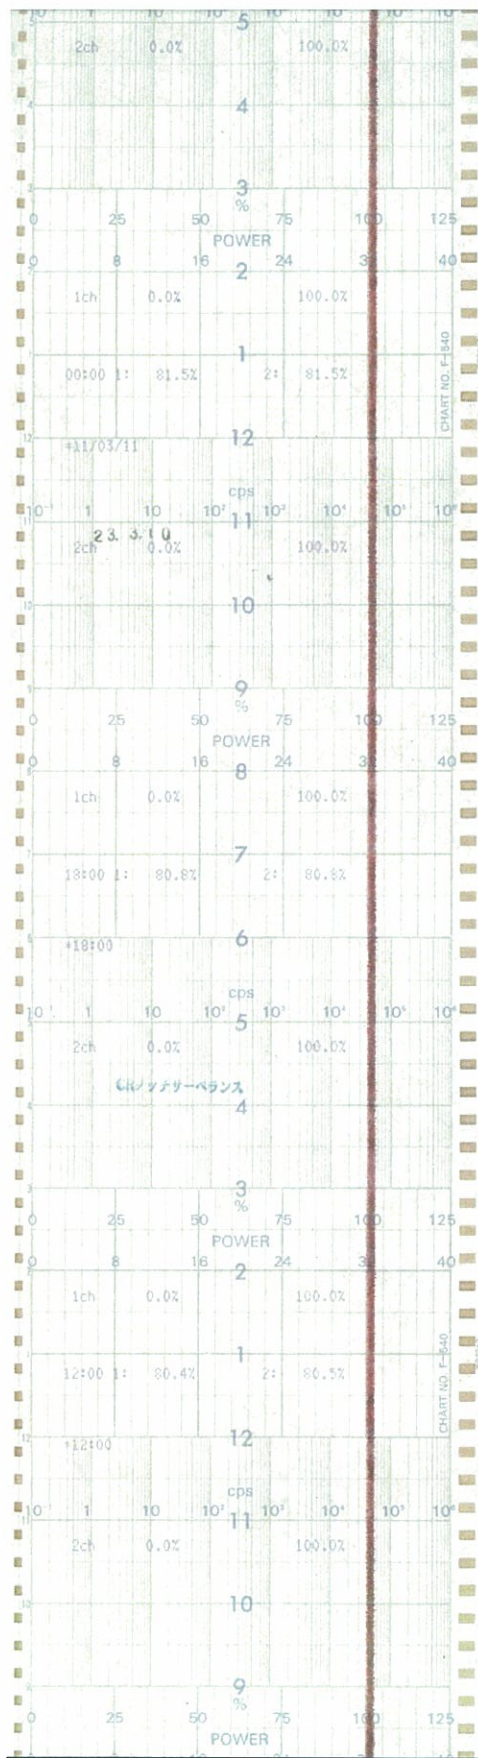 5
2ch 0.0% 100.0%
4
3
%
0 25 50 75 100 125
POWER
0 8 16 24 32 40
2
1ch 0.0% 100.0%
1
CHART NO. F-640
00:00 1: 81.5% 2: 81.5%
12
+11/03/11
cps
10⁻¹ 1 10 10² 10³ 10⁴ 10⁵ 10⁶
11
23. 3. 10
2ch 0.0% 100.0%
10
9
%
0 25 50 75 100 125
POWER
0 8 16 24 32 40
8
1ch 0.0% 100.0%
7
18:00 1: 80.8% 2: 80.8%
6
+18:00
cps
10⁻¹ 1 10 10² 10³ 10⁴ 10⁵ 10⁶
5
2ch 0.0% 100.0%
CRノッチサーベランス
4
3
%
0 25 50 75 100 125
POWER
0 8 16 24 32 40
2
1ch 0.0% 100.0%
1
CHART NO. F-640
12:00 1: 80.4% 2: 80.5%
12
+12:00
cps
10⁻¹ 1 10 10² 10³ 10⁴ 10⁵ 10⁶
11
2ch 0.0% 100.0%
10
9
%
0 25 50 75 100 125
POWER